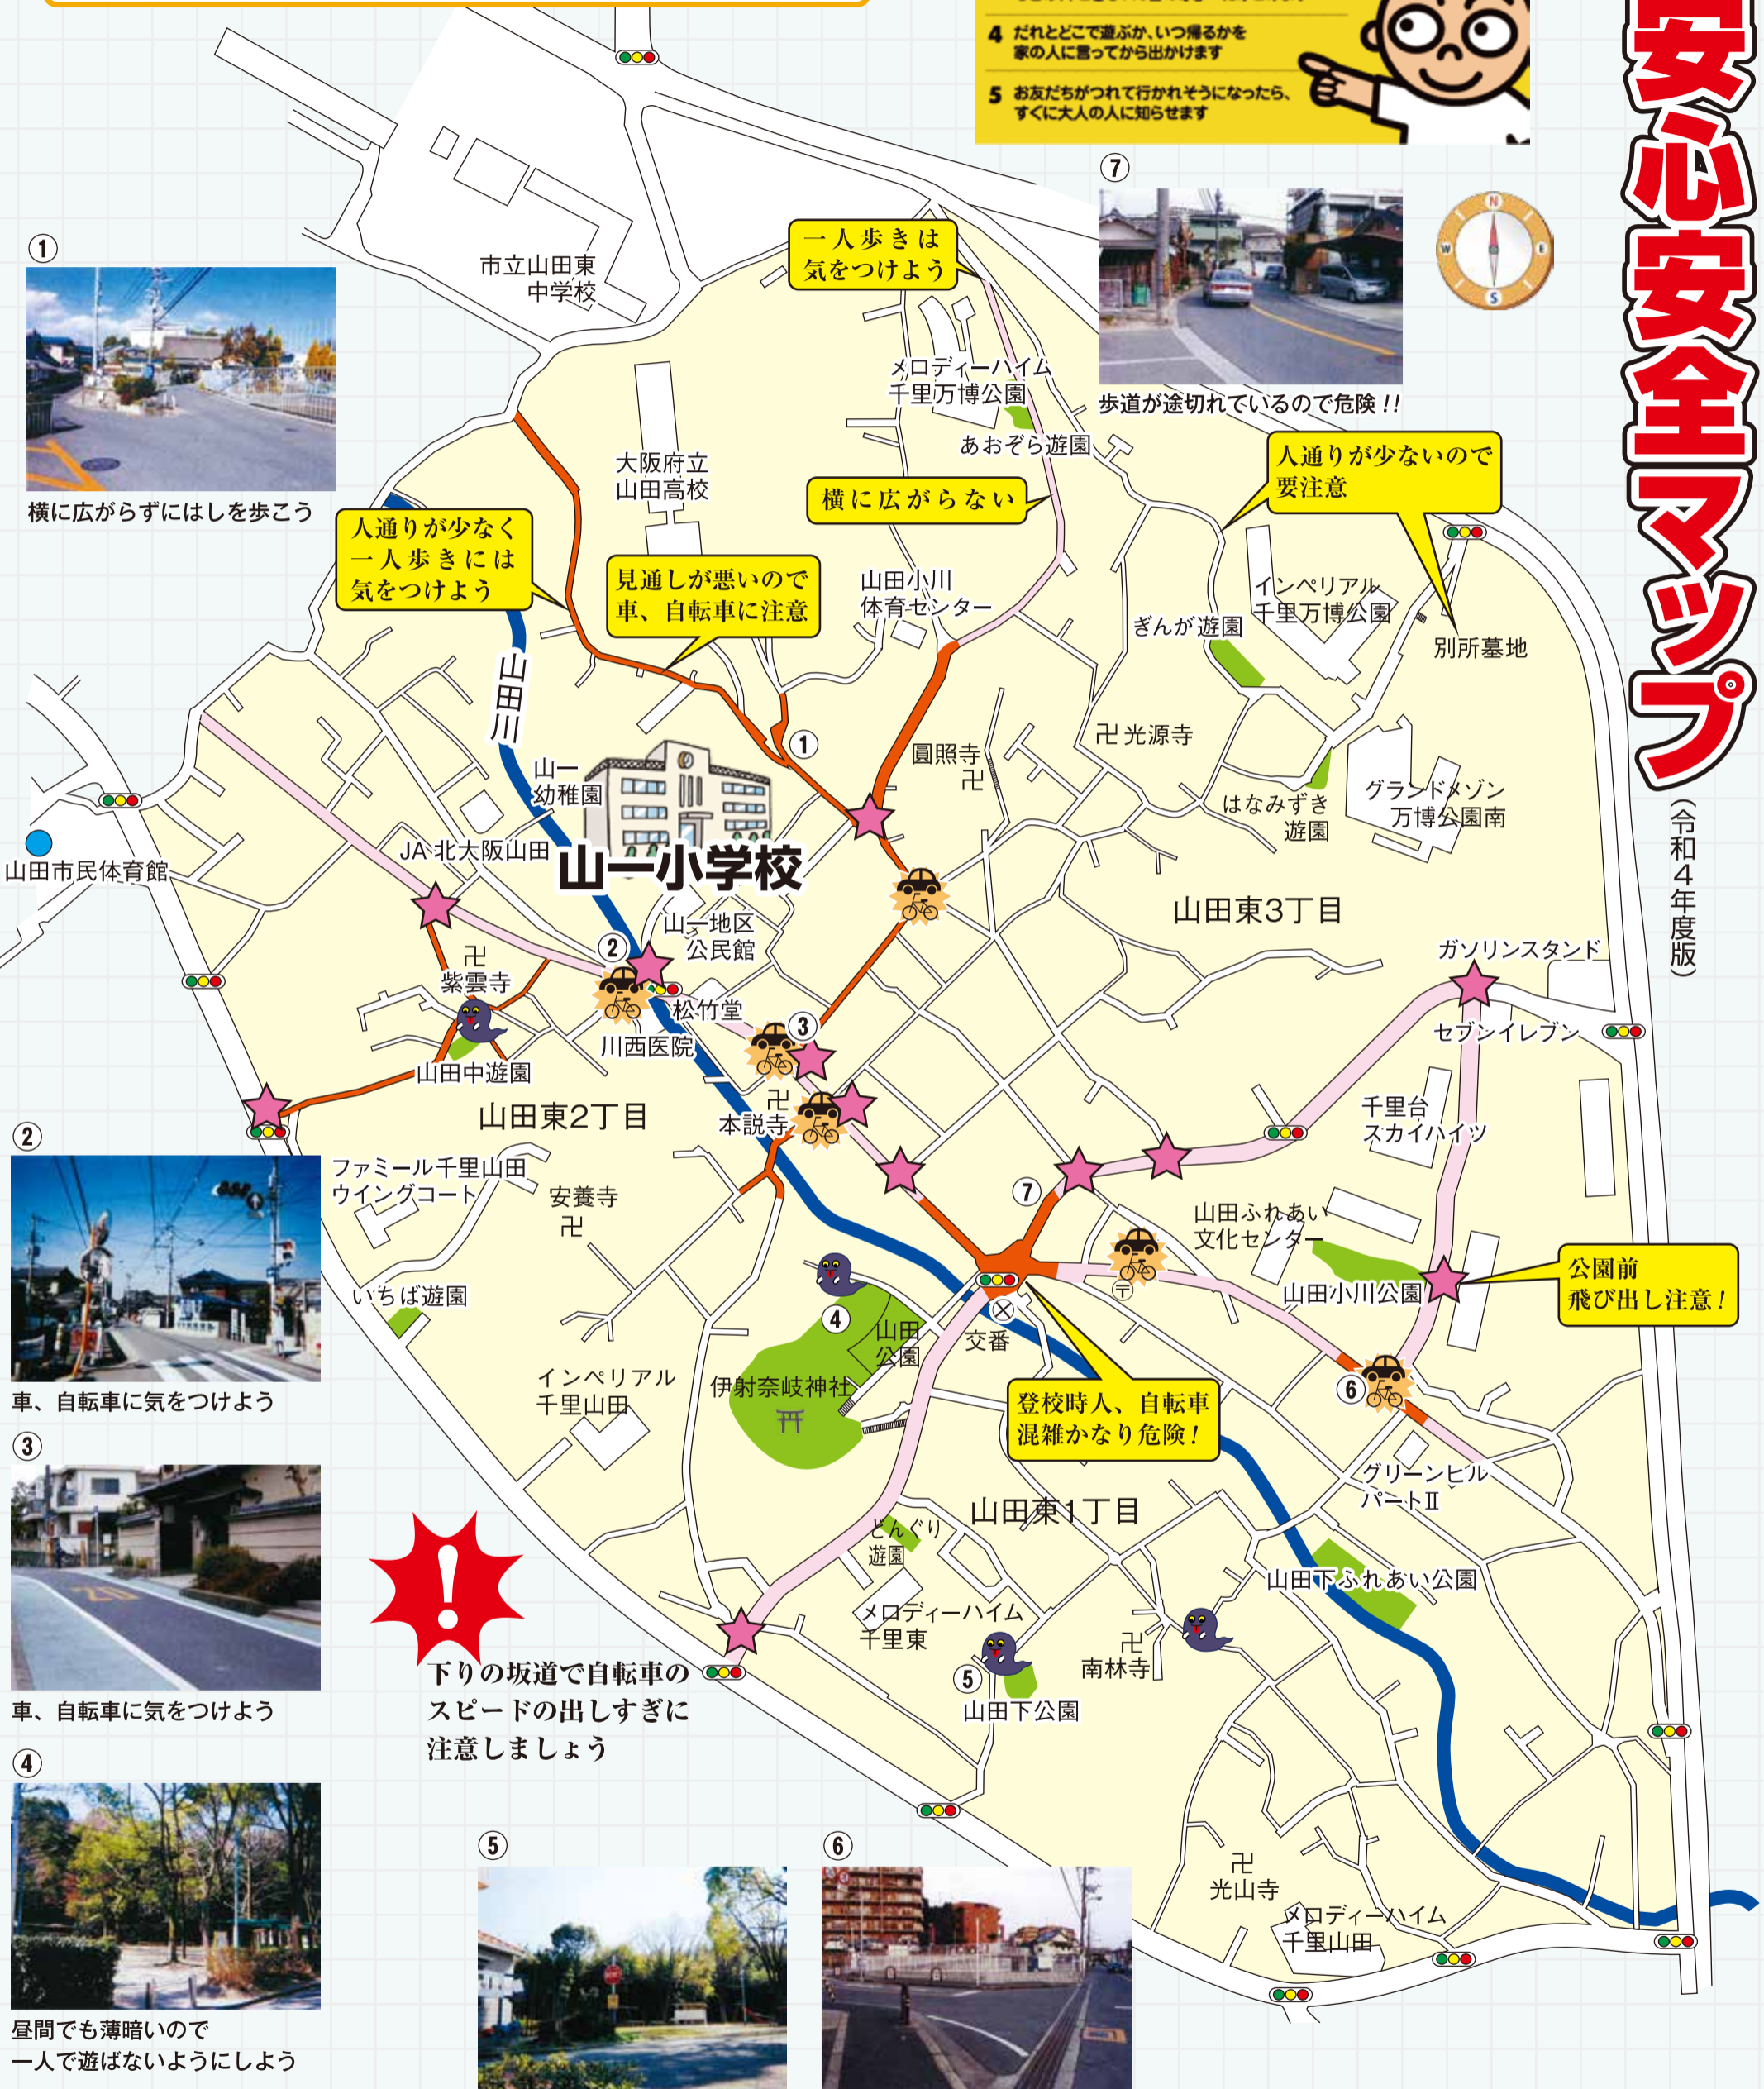 4 だれとどこで遊ぶか、いつ帰るかを
家の人に言ってから出かけます
5 お友だちがつれて行かれそうになったら、
すぐに大人の人に知らせます
安心安全マップ
（令和4年度版）
N
W
E
S
①
横に広がらずにはしを歩こう
市立山田東
中学校
一人歩きは
気をつけよう
⑦
歩道が途切れているので危険!!
メロディーハイム
千里万博公園
あおぞら遊園
大阪府立
山田高校
横に広がらない
人通りが少ないので
要注意
人通りが少なく
一人歩きには
気をつけよう
見通しが悪いので
車、自転車に注意
山田小川
体育センター
インペリアル
千里万博公園
ぎんが遊園
別所墓地
山田川
①
圓照寺
光源寺
山一
幼稚園
はなみずき
遊園
グランドメゾン
万博公園南
JA北大阪山田
山一小学校
山田市民体育館
山一地区
公民館
山田東3丁目
②
紫雲寺
松竹堂
川西医院
③
ガソリンスタンド
セブンイレブン
山田中遊園
山田東2丁目
本説寺
千里台
スカイハイツ
②
車、自転車に気をつけよう
ファミール千里山田
ウイングコート
安養寺
⑦
山田ふれあい
文化センター
〒
山田小川公園
公園前
飛び出し注意!
いちば遊園
④
山田
公園
交番
伊射奈岐神社
インペリアル
千里山田
登校時人、自転車
混雑かなり危険!
⑥
グリーンヒル
パートⅡ
③
車、自転車に気をつけよう
山田東1丁目
どんぐり
遊園
山田下ふれあい公園
!
下りの坂道で自転車の
スピードの出しすぎに
注意しましょう
メロディーハイム
千里東
南林寺
⑤
山田下公園
④
昼間でも薄暗いので
一人で遊ばないようにしよう
⑤
⑥
光山寺
メロディーハイム
千里山田